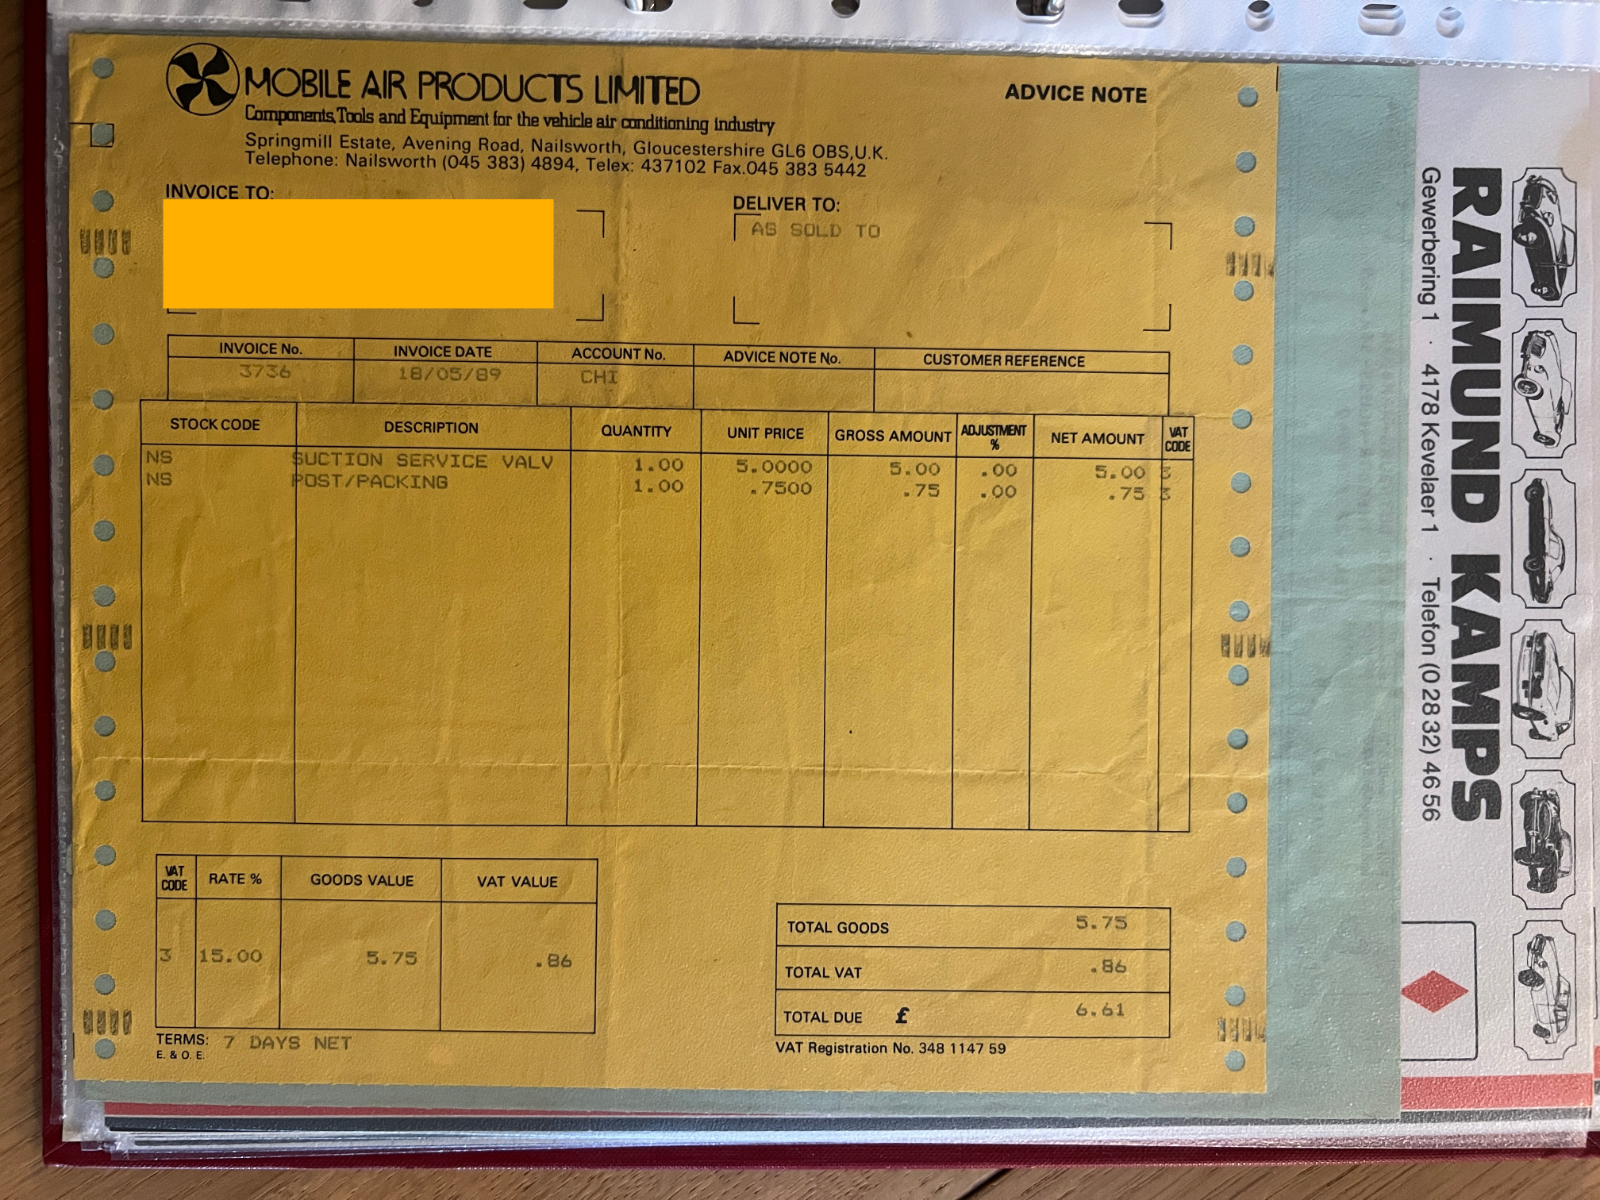 MOBILE AIR PRODUCTS LIMITED
Components, Tools and Equipment for the vehicle air conditioning industry
Springmill Estate, Avening Road, Nailsworth, Gloucestershire GL6 OBS, U.K.
Telephone: Nailsworth (045 383) 4894, Telex: 437102 Fax. 045 383 5442
ADVICE NOTE
INVOICE TO:
DELIVER TO:
AS SOLD TO
INVOICE No. INVOICE DATE ACCOUNT No. ADVICE NOTE No. CUSTOMER REFERENCE
3736 18/05/89 CHI
STOCK CODE DESCRIPTION QUANTITY UNIT PRICE GROSS AMOUNT ADJUSTMENT % NET AMOUNT VAT CODE
NS SUCTION SERVICE VALV 1.00 5.0000 5.00 .00 5.00 3
NS POST/PACKING 1.00 .7500 .75 .00 .75 3
VAT CODE RATE % GOODS VALUE VAT VALUE
3 15.00 5.75 .86
TOTAL GOODS 5.75
TOTAL VAT .86
TOTAL DUE £ 6.61
TERMS: 7 DAYS NET
E. & O. E.
VAT Registration No. 348 1147 59
RAIMUND KAMPS
Gewerbering 1 · 4178 Kevelaer 1 · Telefon (0 28 32) 46 56